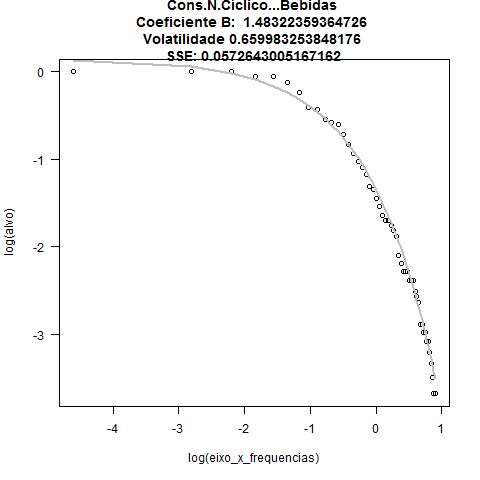 Cons.N.Ciclico...Bebidas
Coeficiente B:  1.48322359364726
Volatilidade 0.659983253848176
SSE: 0.0572643005167162
0
-1
-2
-3
log(alvo)
-4
-3
-2
-1
0
1
log(eixo_x_frequencias)